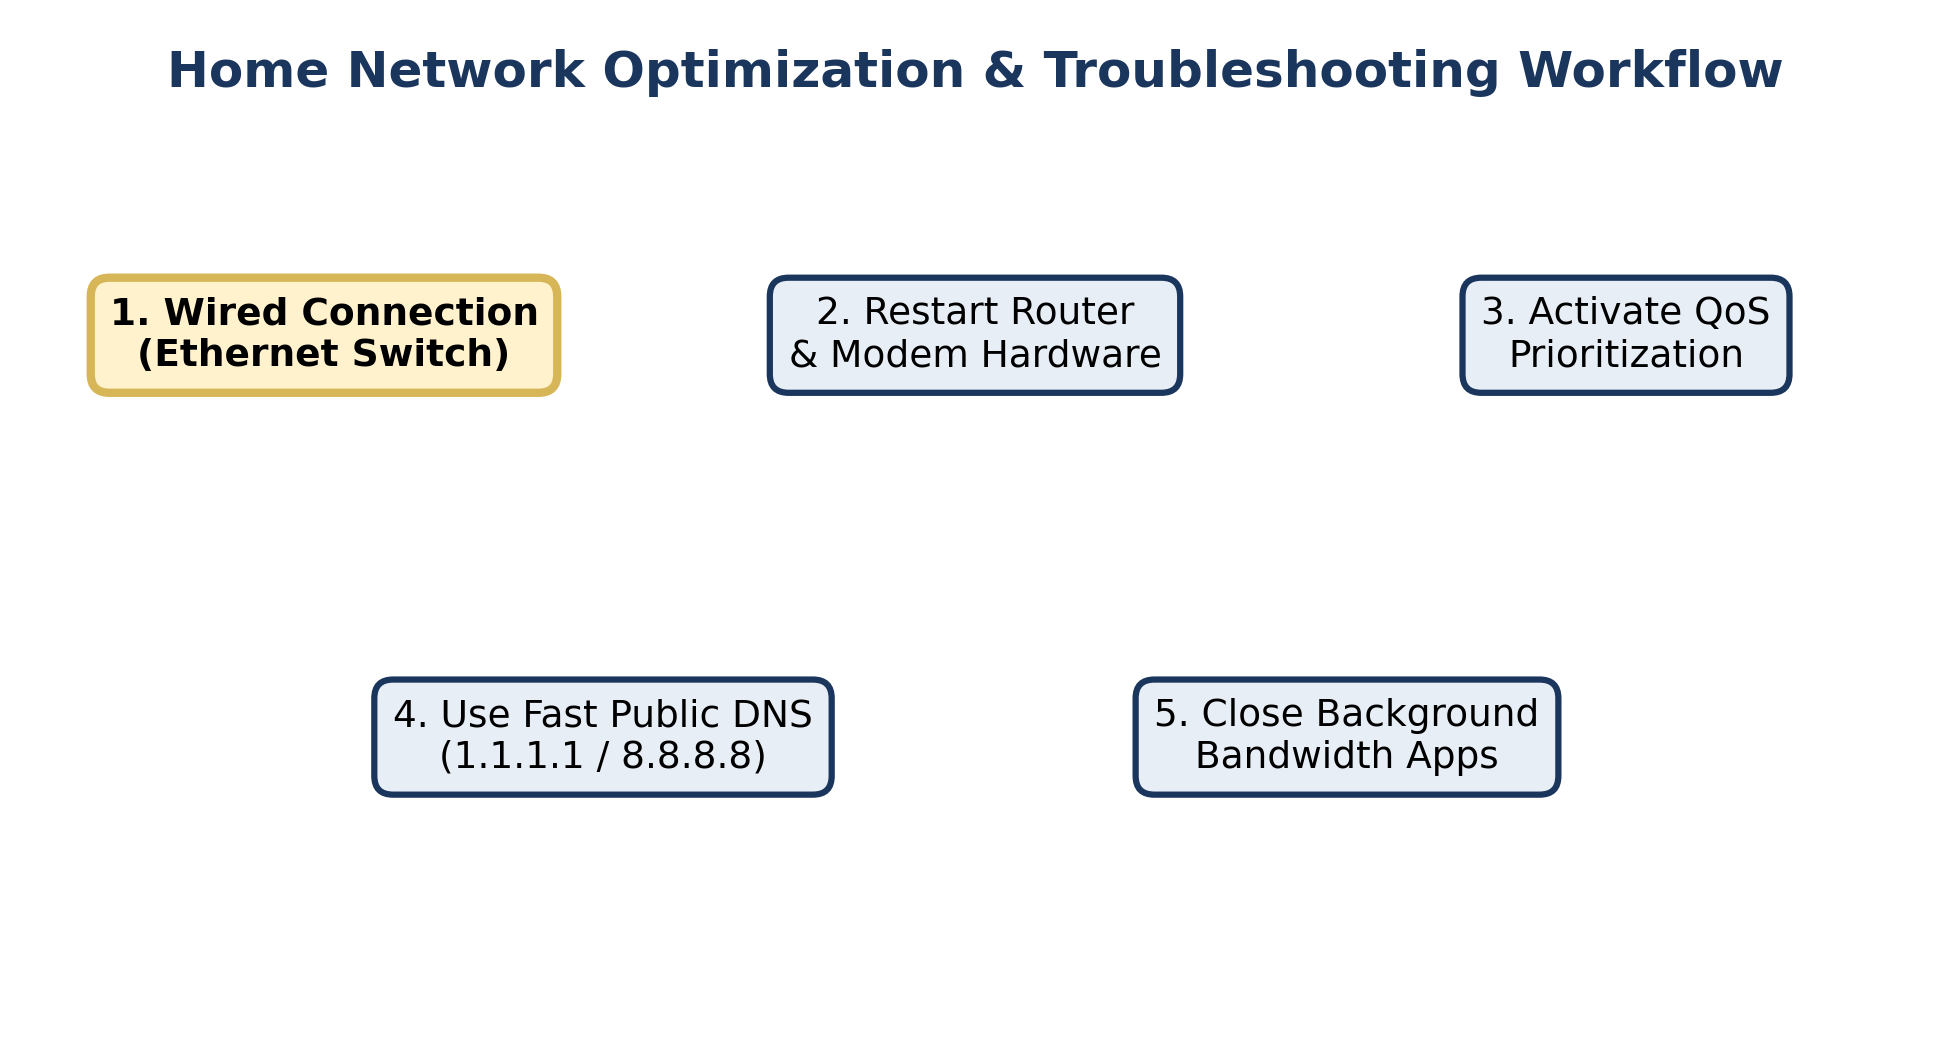 Home Network Optimization & Troubleshooting Workflow
1. Wired Connection
(Ethernet Switch)
2. Restart Router
& Modem Hardware
3. Activate QoS
Prioritization
4. Use Fast Public DNS
(1.1.1.1 / 8.8.8.8)
5. Close Background
Bandwidth Apps